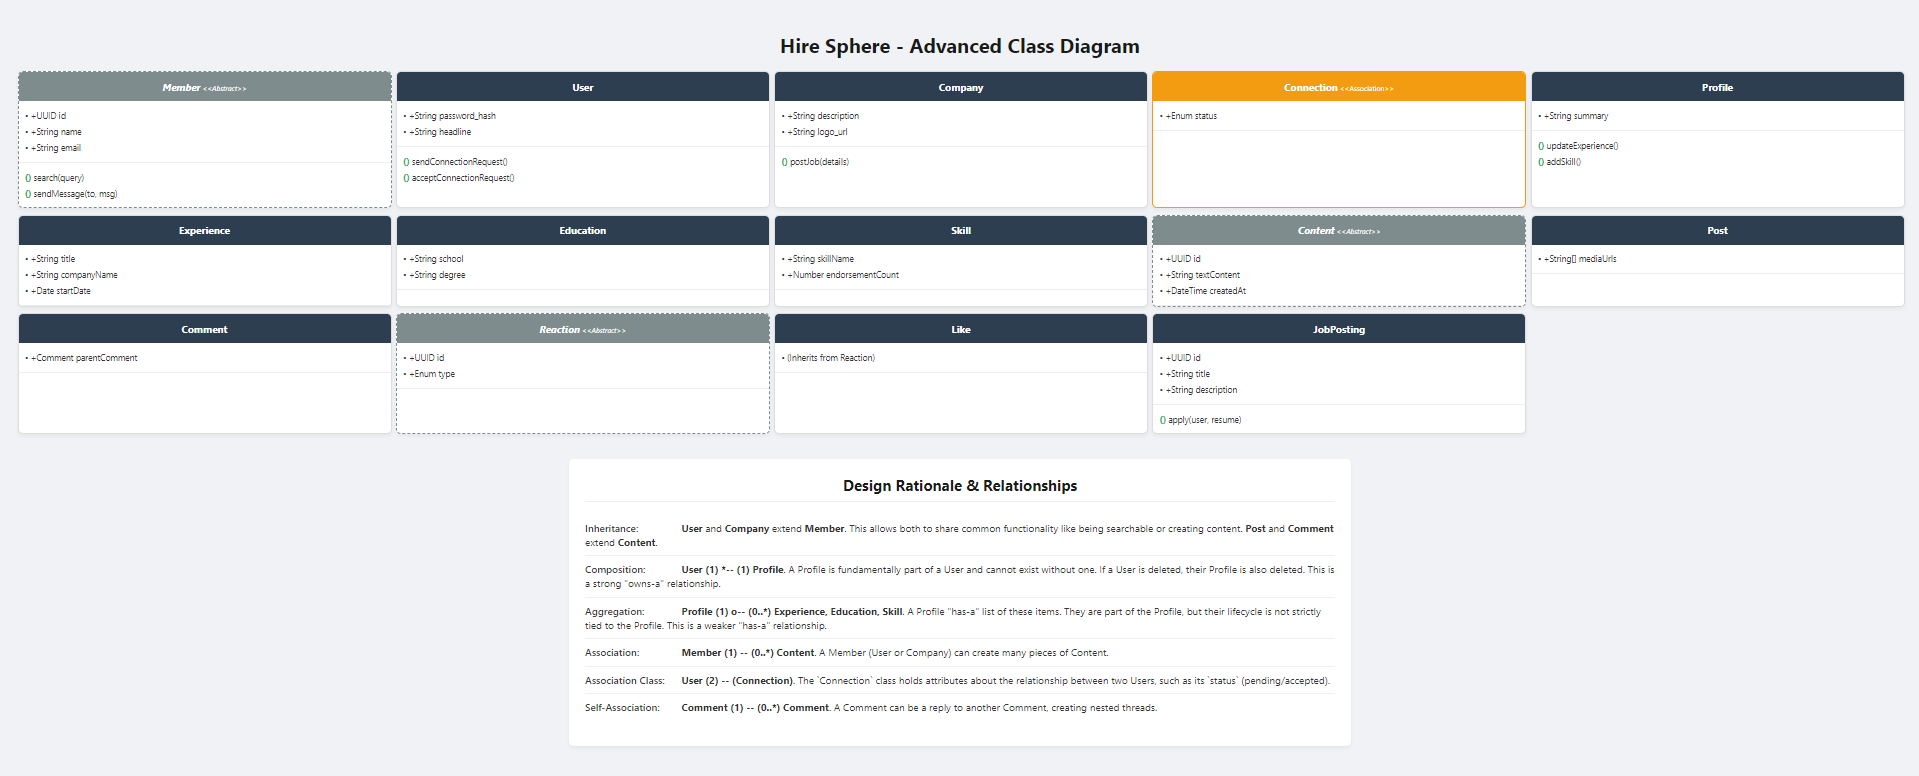 Hire Sphere - Advanced Class Diagram
Member <<Abstract>>
• +UUID id
• +String name
• +String email
() search(query)
() sendMessage(to, msg)
User
• +String password_hash
• +String headline
() sendConnectionRequest()
() acceptConnectionRequest()
Company
• +String description
• +String logo_url
() postJob(details)
Connection <<Association>>
• +Enum status
Profile
• +String summary
() updateExperience()
() addSkill()
Experience
• +String title
• +String companyName
• +Date startDate
Education
• +String school
• +String degree
Skill
• +String skillName
• +Number endorsementCount
Content <<Abstract>>
• +UUID id
• +String textContent
• +DateTime createdAt
Post
• +String[] mediaUrls
Comment
• +Comment parentComment
Reaction <<Abstract>>
• +UUID id
• +Enum type
Like
• (Inherits from Reaction)
JobPosting
• +UUID id
• +String title
• +String description
() apply(user, resume)
Design Rationale & Relationships
Inheritance: User and Company extend Member. This allows both to share common functionality like being searchable or creating content. Post and Comment
extend Content.
Composition: User (1) *-- (1) Profile. A Profile is fundamentally part of a User and cannot exist without one. If a User is deleted, their Profile is also deleted. This is
a strong "owns-a" relationship.
Aggregation: Profile (1) o-- (0..*) Experience, Education, Skill. A Profile "has-a" list of these items. They are part of the Profile, but their lifecycle is not strictly
tied to the Profile. This is a weaker "has-a" relationship.
Association: Member (1) -- (0..*) Content. A Member (User or Company) can create many pieces of Content.
Association Class: User (2) -- (Connection). The `Connection` class holds attributes about the relationship between two Users, such as its `status` (pending/accepted).
Self-Association: Comment (1) -- (0..*) Comment. A Comment can be a reply to another Comment, creating nested threads.